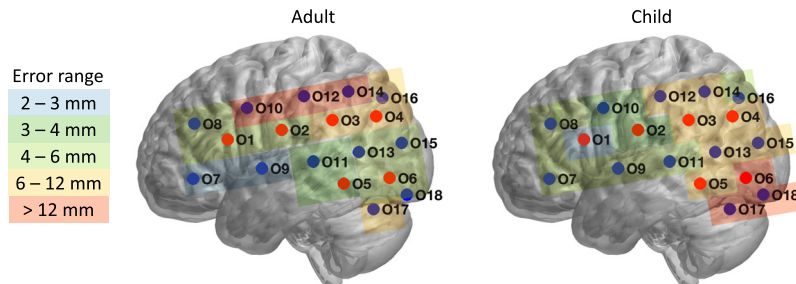 Adult
Child
Error range
2 – 3 mm
3 – 4 mm
4 – 6 mm
6 – 12 mm
> 12 mm
O8
O10
O12
O14
O16
O1
O2
O3
O4
O7
O9
O11
O13
O15
O5
O6
O17
O18
O8
O10
O12
O14
O16
O1
O2
O3
O4
O7
O9
O11
O13
O15
O5
O6
O17
O18